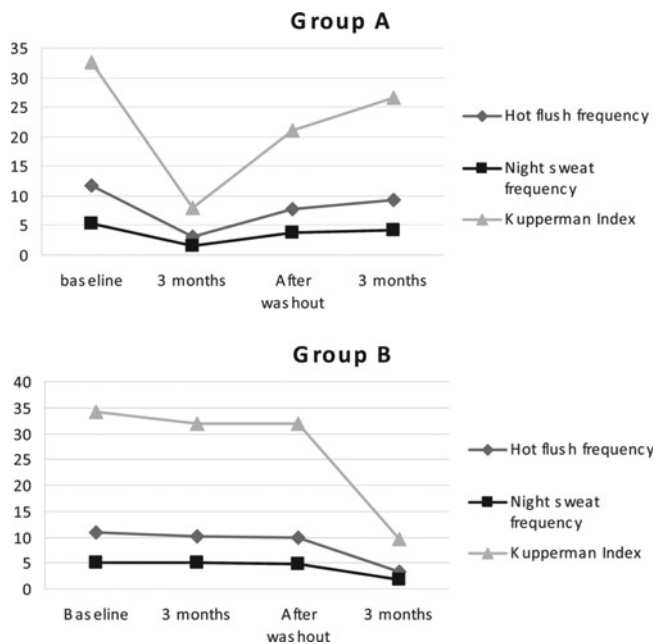 Group A
35
30
25
20
15
10
5
0
baseline
3 months
After
washout
3 months
Hot flush frequency
Night sweat
frequency
Kupperman Index
Group B
40
35
30
25
20
15
10
5
0
Baseline
3 months
After
washout
3 months
Hot flush frequency
Night sweat
frequency
Kupperman Index